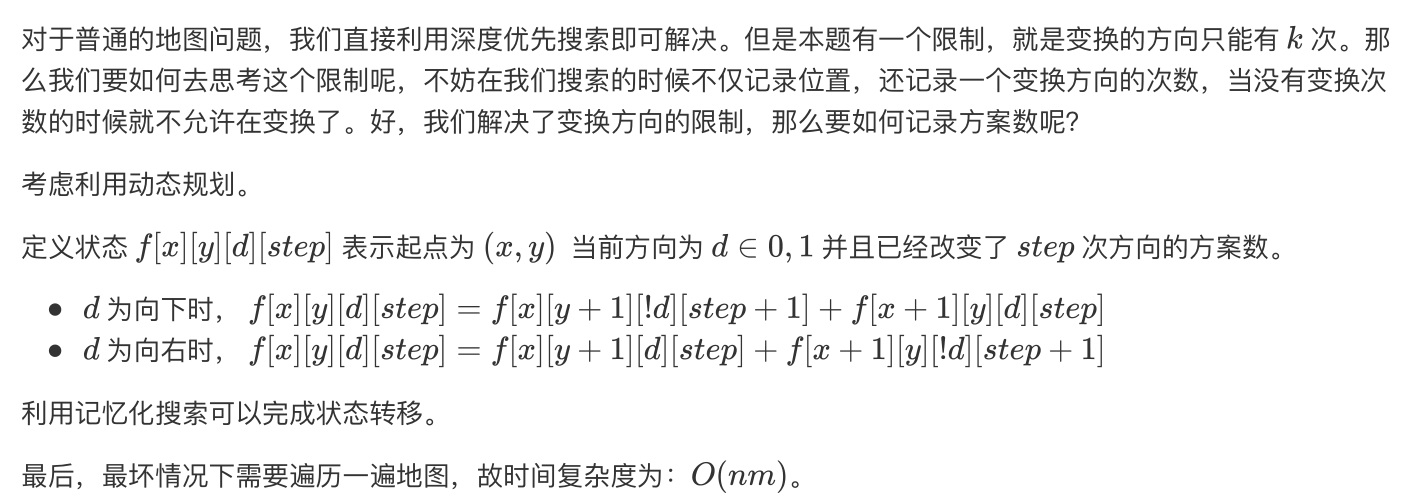 对于普通的地图问题，我们直接利用深度优先搜索即可解决。但是本题有一个限制，就是变换的方向只能有 k 次。那
么我们要如何去思考这个限制呢，不妨在我们搜索的时候不仅记录位置，还记录一个变换方向的次数，当没有变换次
数的时候就不允许在变换了。好，我们解决了变换方向的限制，那么要如何记录方案数呢？
考虑利用动态规划。
定义状态 f[x][y][d][step] 表示起点为 (x, y) 当前方向为 d ∈ 0, 1 并且已经改变了 step 次方向的方案数。
● d 为向下时， f[x][y][d][step] = f[x][y + 1][!d][step + 1] + f[x + 1][y][d][step]
● d 为向右时， f[x][y][d][step] = f[x][y + 1][d][step] + f[x + 1][y][!d][step + 1]
利用记忆化搜索可以完成状态转移。
最后，最坏情况下需要遍历一遍地图，故时间复杂度为：O(nm)。